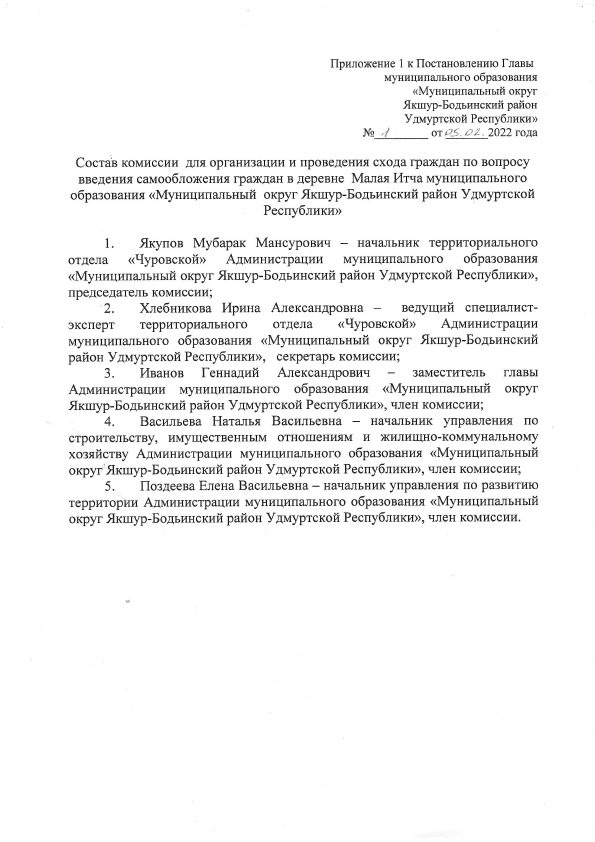 Приложение 1 к Постановлению Главы
муниципального образования
«Муниципальный округ
Якшур-Бодьинский район
Удмуртской Республики»
№ 1 от 05.02.2022 года
Состав комиссии для организации и проведения схода граждан по вопросу
введения самообложения граждан в деревне Малая Итча муниципального
образования «Муниципальный округ Якшур-Бодьинский район Удмуртской
Республики»
1. Якупов Мубарак Мансурович – начальник территориального
отдела «Чуровской» Администрации муниципального образования
«Муниципальный округ Якшур-Бодьинский район Удмуртской Республики»,
председатель комиссии;
2. Хлебникова Ирина Александровна – ведущий специалист-
эксперт территориального отдела «Чуровской» Администрации
муниципального образования «Муниципальный округ Якшур-Бодьинский
район Удмуртской Республики», секретарь комиссии;
3. Иванов Геннадий Александрович – заместитель главы
Администрации муниципального образования «Муниципальный округ
Якшур-Бодьинский район Удмуртской Республики», член комиссии;
4. Васильева Наталья Васильевна – начальник управления по
строительству, имущественным отношениям и жилищно-коммунальному
хозяйству Администрации муниципального образования «Муниципальный
округ Якшур-Бодьинский район Удмуртской Республики», член комиссии;
5. Поздеева Елена Васильевна – начальник управления по развитию
территории Администрации муниципального образования «Муниципальный
округ Якшур-Бодьинский район Удмуртской Республики», член комиссии.